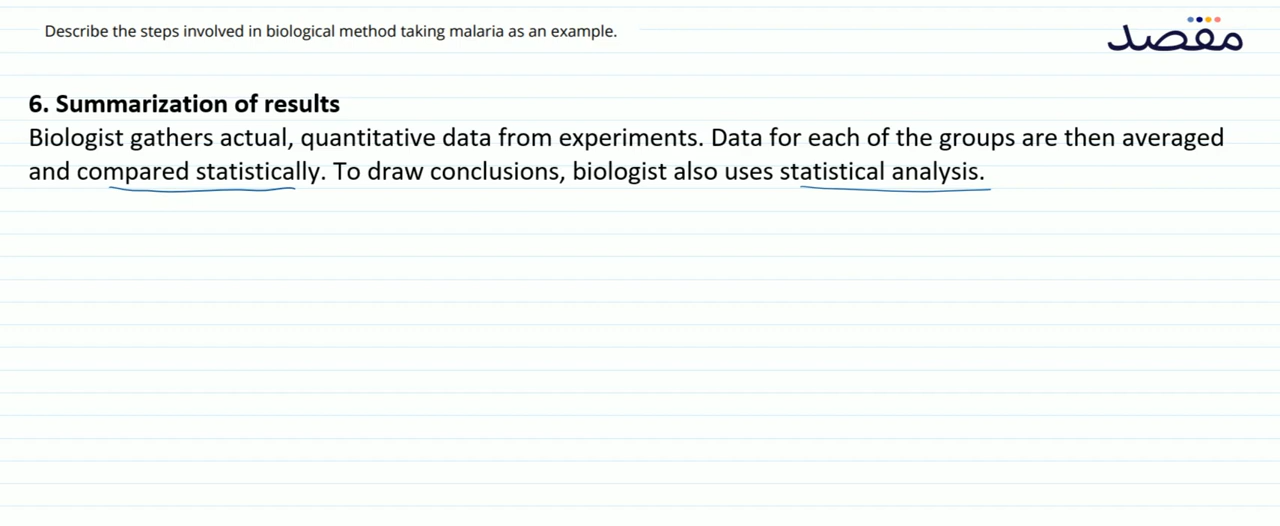 Describe the steps involved in biological method taking malaria as an example.
مقصد
6. Summarization of results
Biologist gathers actual, quantitative data from experiments. Data for each of the groups are then averaged
and compared statistically. To draw conclusions, biologist also uses statistical analysis.